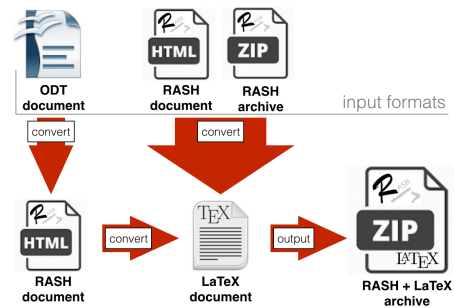 HTML
ZIP
ODT
document
RASH
document
RASH
archive
input formats
convert
convert
HTML
TEX
ZIP
LATEX
convert
output
RASH
document
LaTeX
document
RASH + LaTeX
archive